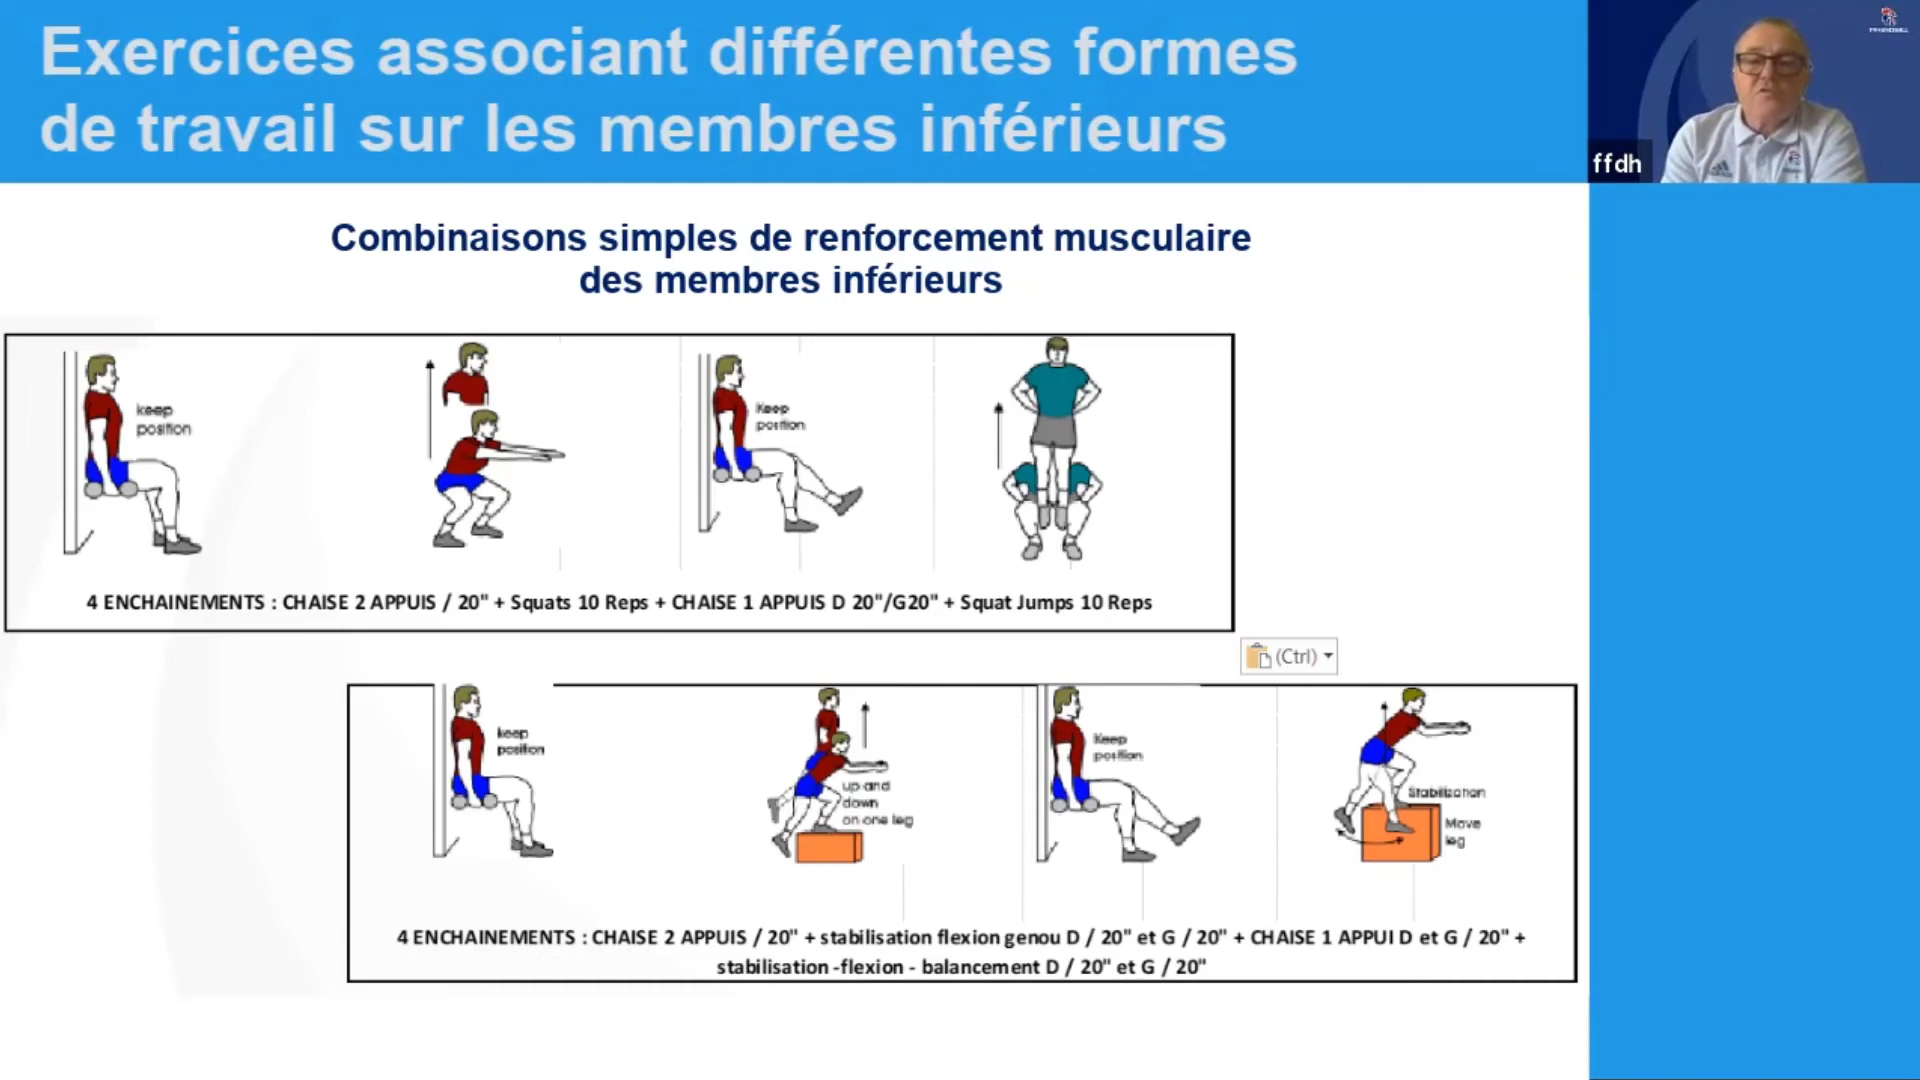 Exercices associant différentes formes
de travail sur les membres inférieurs
ffdh
Combinaisons simples de renforcement musculaire
des membres inférieurs
keep
position
Keep
position
4 ENCHAINEMENTS : CHAISE 2 APPUIS / 20" + Squats 10 Reps + CHAISE 1 APPUIS D 20"/G20" + Squat Jumps 10 Reps
(Ctrl)
keep
position
up and
down
on one leg
Keep
position
Stabilization
Move
leg
4 ENCHAINEMENTS : CHAISE 2 APPUIS / 20" + stabilisation flexion genou D / 20" et G / 20" + CHAISE 1 APPUI D et G / 20" +
stabilisation -flexion - balancement D / 20" et G / 20"